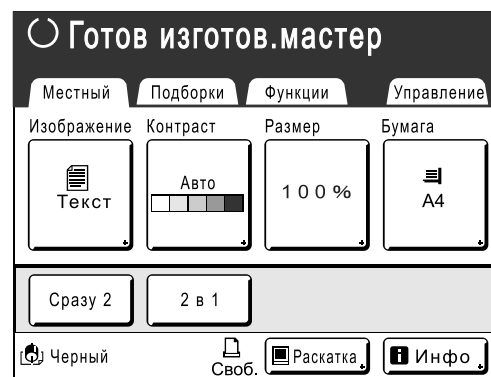 Готов изготов.мастер
Местный Подборки Функции Управление
Изображение Контраст Размер Бумага
Текст Авто 100% A4
Сразу 2 2 в 1
Черный Своб. Раскатка Инфо